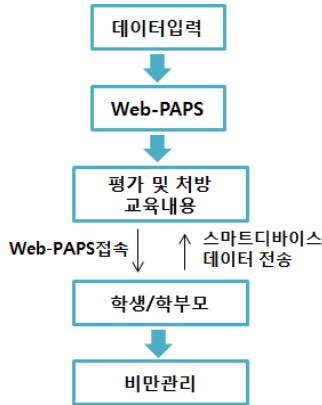 데이터입력
Web-PAPS
평가 및 처방
교육내용
Web-PAPS접속
스마트디바이스
데이터 전송
학생/학부모
비만관리